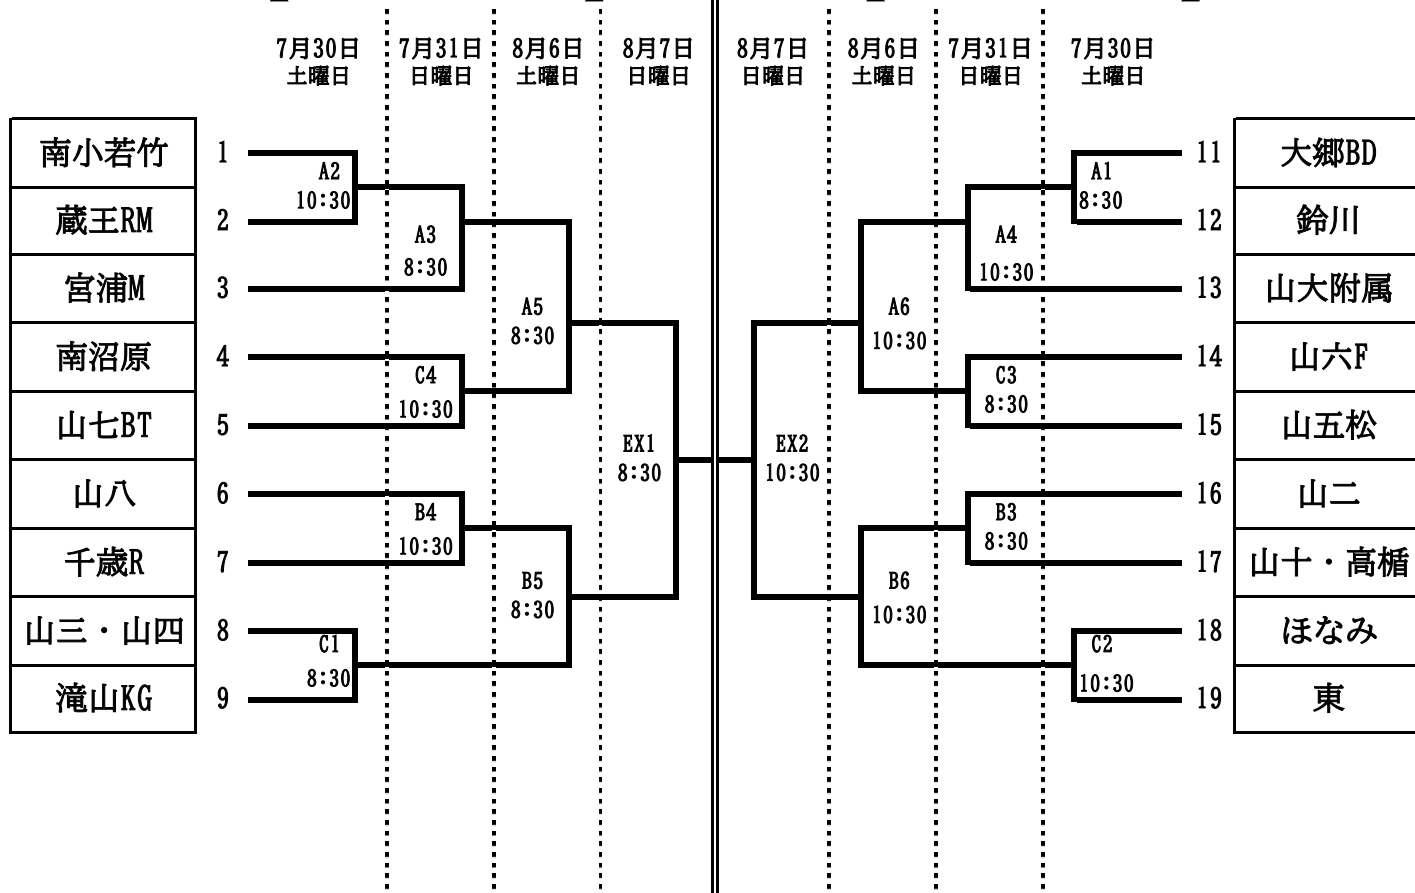 7月30日 7月31日 8月6日 8月7日 8月7日 8月6日 7月31日 7月30日
土曜日 日曜日 土曜日 日曜日 日曜日 土曜日 日曜日 土曜日
南小若竹 1
蔵王RM 2
宮浦M 3
南沼原 4
山七BT 5
山八 6
千歳R 7
山三・山四 8
滝山KG 9
A2
10:30
A3
8:30
C4
10:30
B4
10:30
C1
8:30
A5
8:30
B5
8:30
EX1
8:30
EX2
10:30
A6
10:30
B6
10:30
A4
10:30
C3
8:30
B3
8:30
A1
8:30
C2
10:30
11 大郷BD
12 鈴川
13 山大附属
14 山六F
15 山五松
16 山二
17 山十・高楯
18 ほなみ
19 東